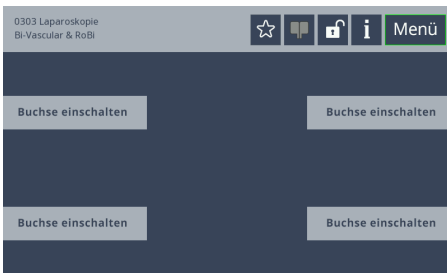 0303 Laparoskopie
Bi-Vascular & RoBi
Menü
Buchse einschalten
Buchse einschalten
Buchse einschalten
Buchse einschalten